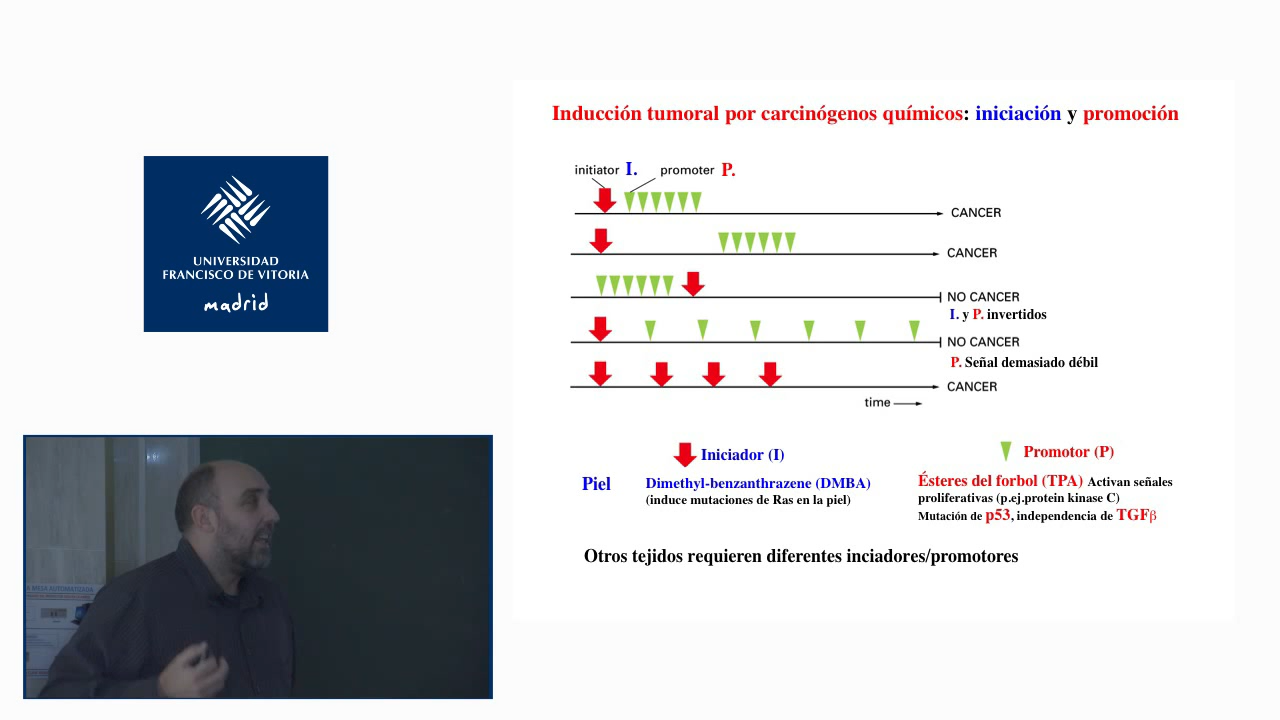 UNIVERSIDAD
FRANCISCO DE VITORIA
madrid
Inducción tumoral por carcinógenos químicos: iniciación y promoción
initiator I. promoter P.
CANCER
CANCER
NO CANCER
I. y P. invertidos
NO CANCER
P. Señal demasiado débil
CANCER
time
Iniciador (I)
Promotor (P)
Piel
Dimethyl-benzanthrazene (DMBA)
(induce mutaciones de Ras en la piel)
Ésteres del forbol (TPA) Activan señales
proliferativas (p.ej.protein kinase C)
Mutación de p53, independencia de TGFβ
Otros tejidos requieren diferentes inciadores/promotores
MESA AUTOMATIZADA